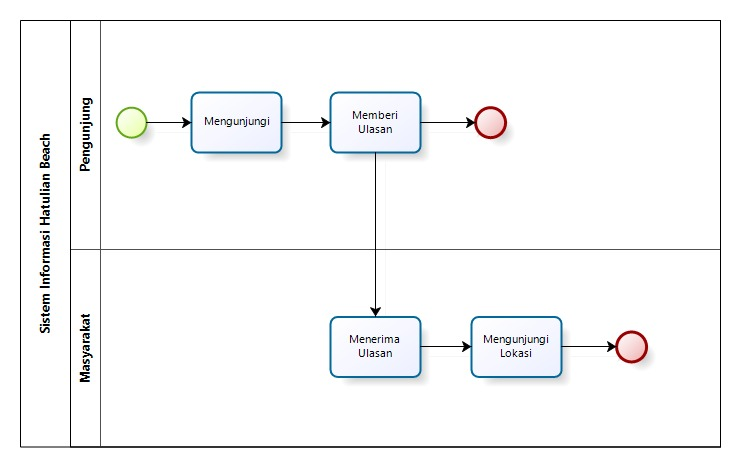 Sistem Informasi Hatulian Beach
Pengunjung
Mengunjungi
Memberi
Ulasan
Masyarakat
Menerima
Ulasan
Mengunjungi
Lokasi